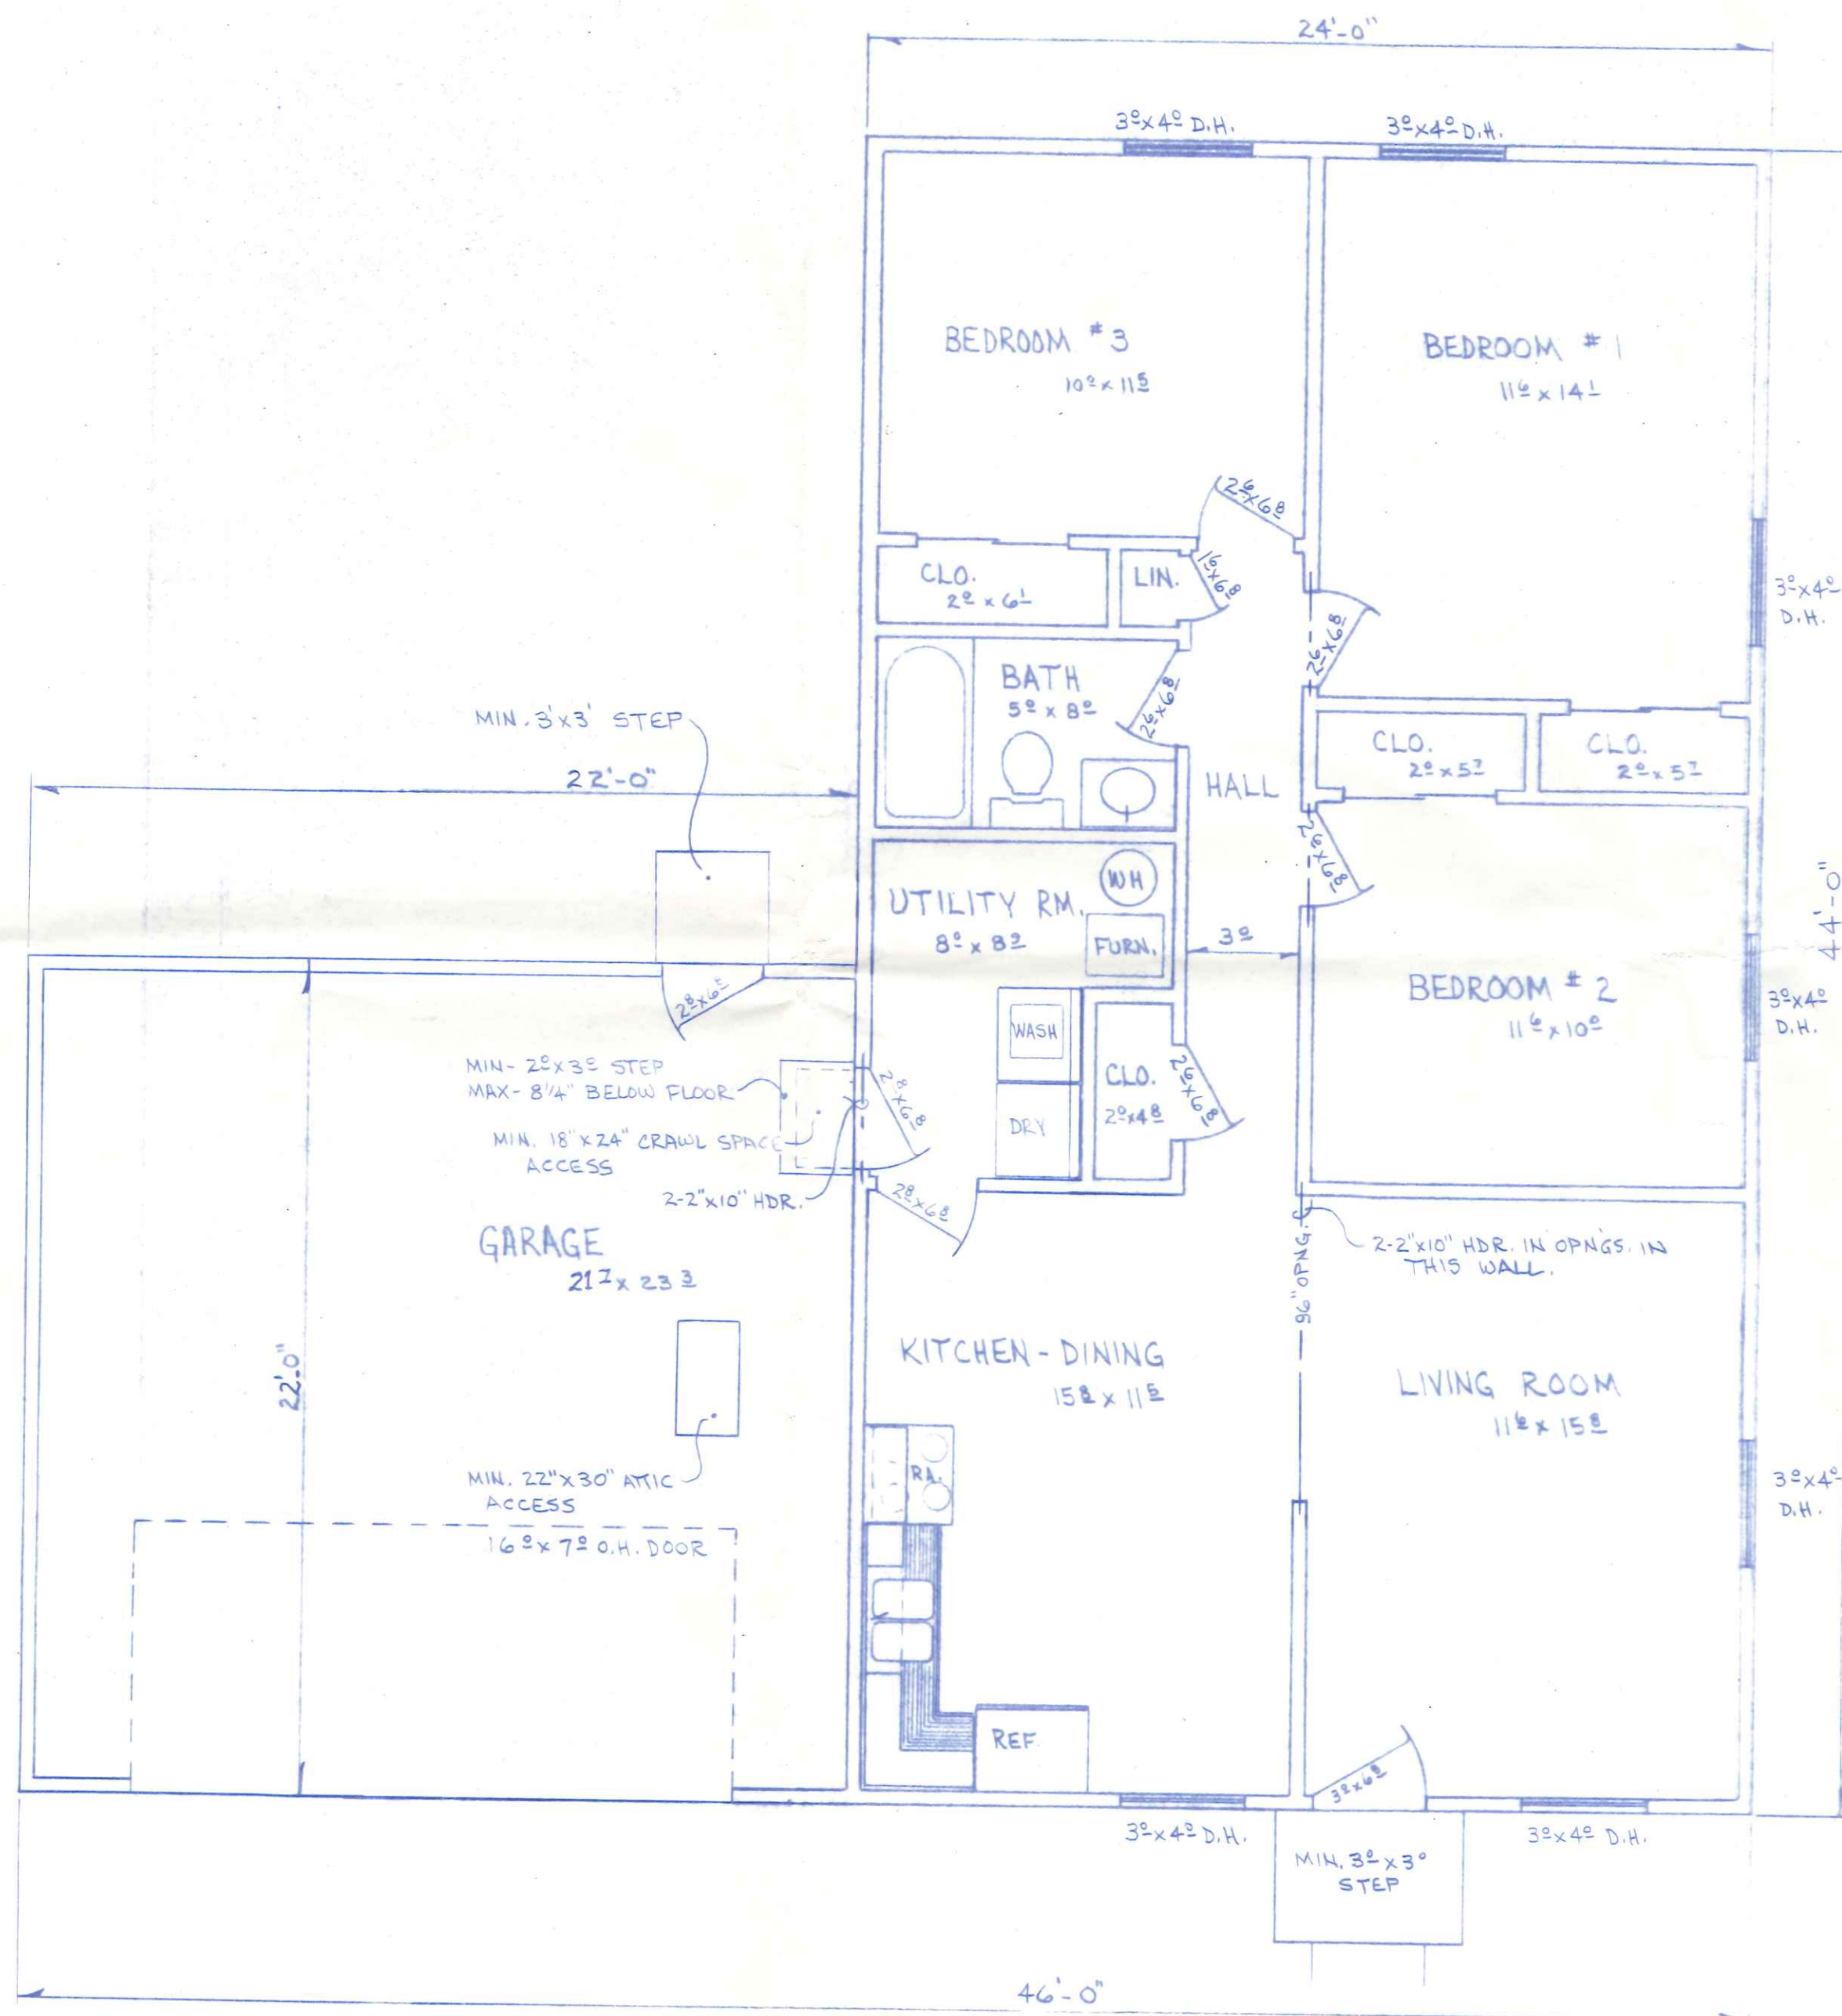 24'-0"
3⁰x4⁰ D.H.
3⁰x4⁰ D.H.
BEDROOM #3
10⁰ x 11⁵
BEDROOM #1
11⁶ x 14¹
2⁶x6⁸
CLO.
2⁰ x 6¹
LIN.
1⁶x6⁸
3⁰x4⁰
D.H.
2⁶x6⁸
BATH
5⁰ x 8⁰
2⁶x6⁸
MIN. 3'x3' STEP
22'-0"
CLO.
2⁰ x 5⁷
CLO.
2⁰ x 5⁷
HALL
2⁶x6⁸
WH
UTILITY RM.
8⁰ x 8⁹
FURN.
3⁰
44'-0"
BEDROOM #2
11⁶ x 10⁰
3⁰x4⁰
D.H.
2⁸x6⁸
WASH
MIN- 2⁰x3⁰ STEP
MAX- 8 1/4" BELOW FLOOR
2⁸x6⁸
CLO.
2⁰x4⁸
2⁶x6⁸
DRY
MIN. 18"x24" CRAWL SPACE
ACCESS
2-2"x10" HDR.
2⁸x6⁸
GARAGE
21⁷ x 23³
96" OPNG.
2-2"x10" HDR. IN OPNGS. IN
THIS WALL.
22'-0"
KITCHEN - DINING
15⁸ x 11⁵
LIVING ROOM
11⁶ x 15⁸
RA.
MIN. 22"x30" ATTIC
ACCESS
3⁰x4⁰
D.H.
16⁰ x 7⁰ O.H. DOOR
REF.
3⁰x6⁸
3⁰x4⁰ D.H.
3⁰x4⁰ D.H.
MIN. 3⁰x3⁰
STEP
46'-0"